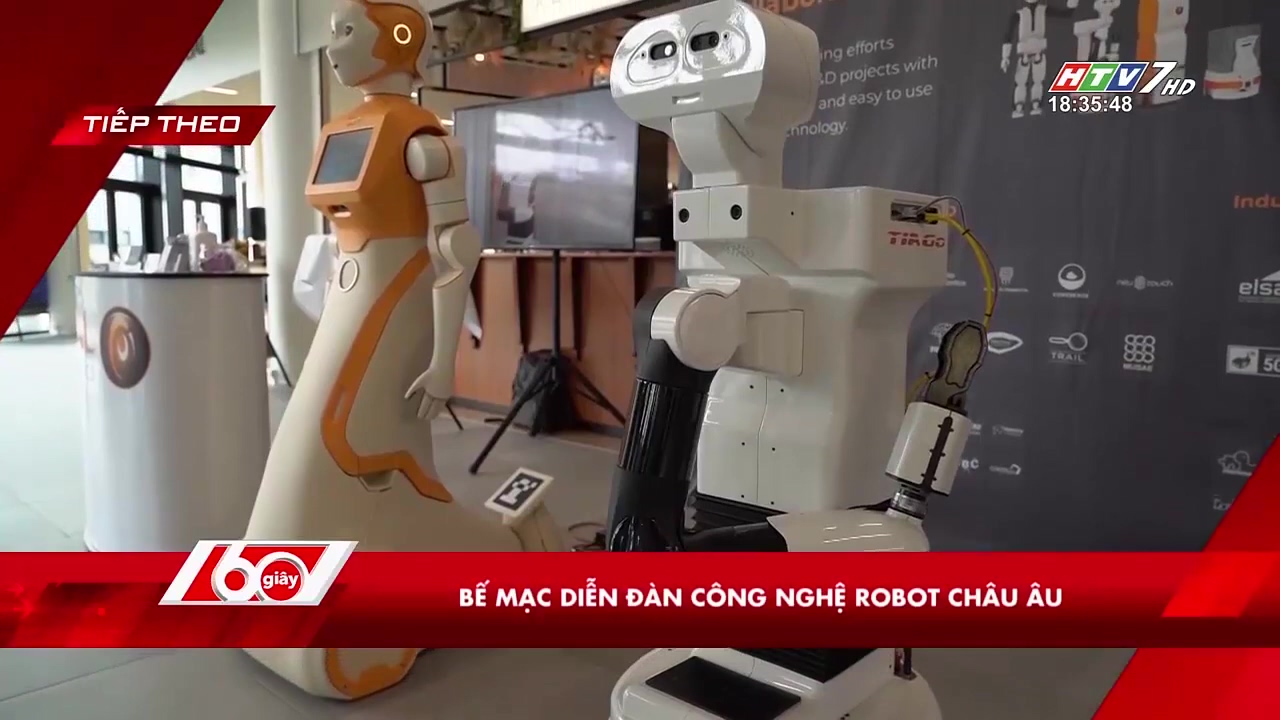 TIẾP THEO
HTV7 HD
18:35:48
ing efforts
D projects with
and easy to use
chnology.
Indu
TIAGo
elsa
TRAIL
60 giây
BẾ MẠC DIỄN ĐÀN CÔNG NGHỆ ROBOT CHÂU ÂU